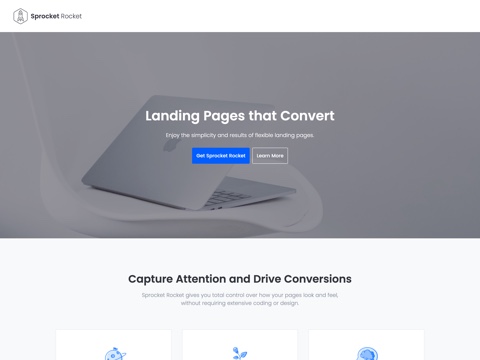 Sprocket Rocket
Landing Pages that Convert
Enjoy the simplicity and results of flexible landing pages.
Get Sprocket Rocket
Learn More
Capture Attention and Drive Conversions
Sprocket Rocket gives you total control over how your pages look and feel,
without requiring extensive coding or design.